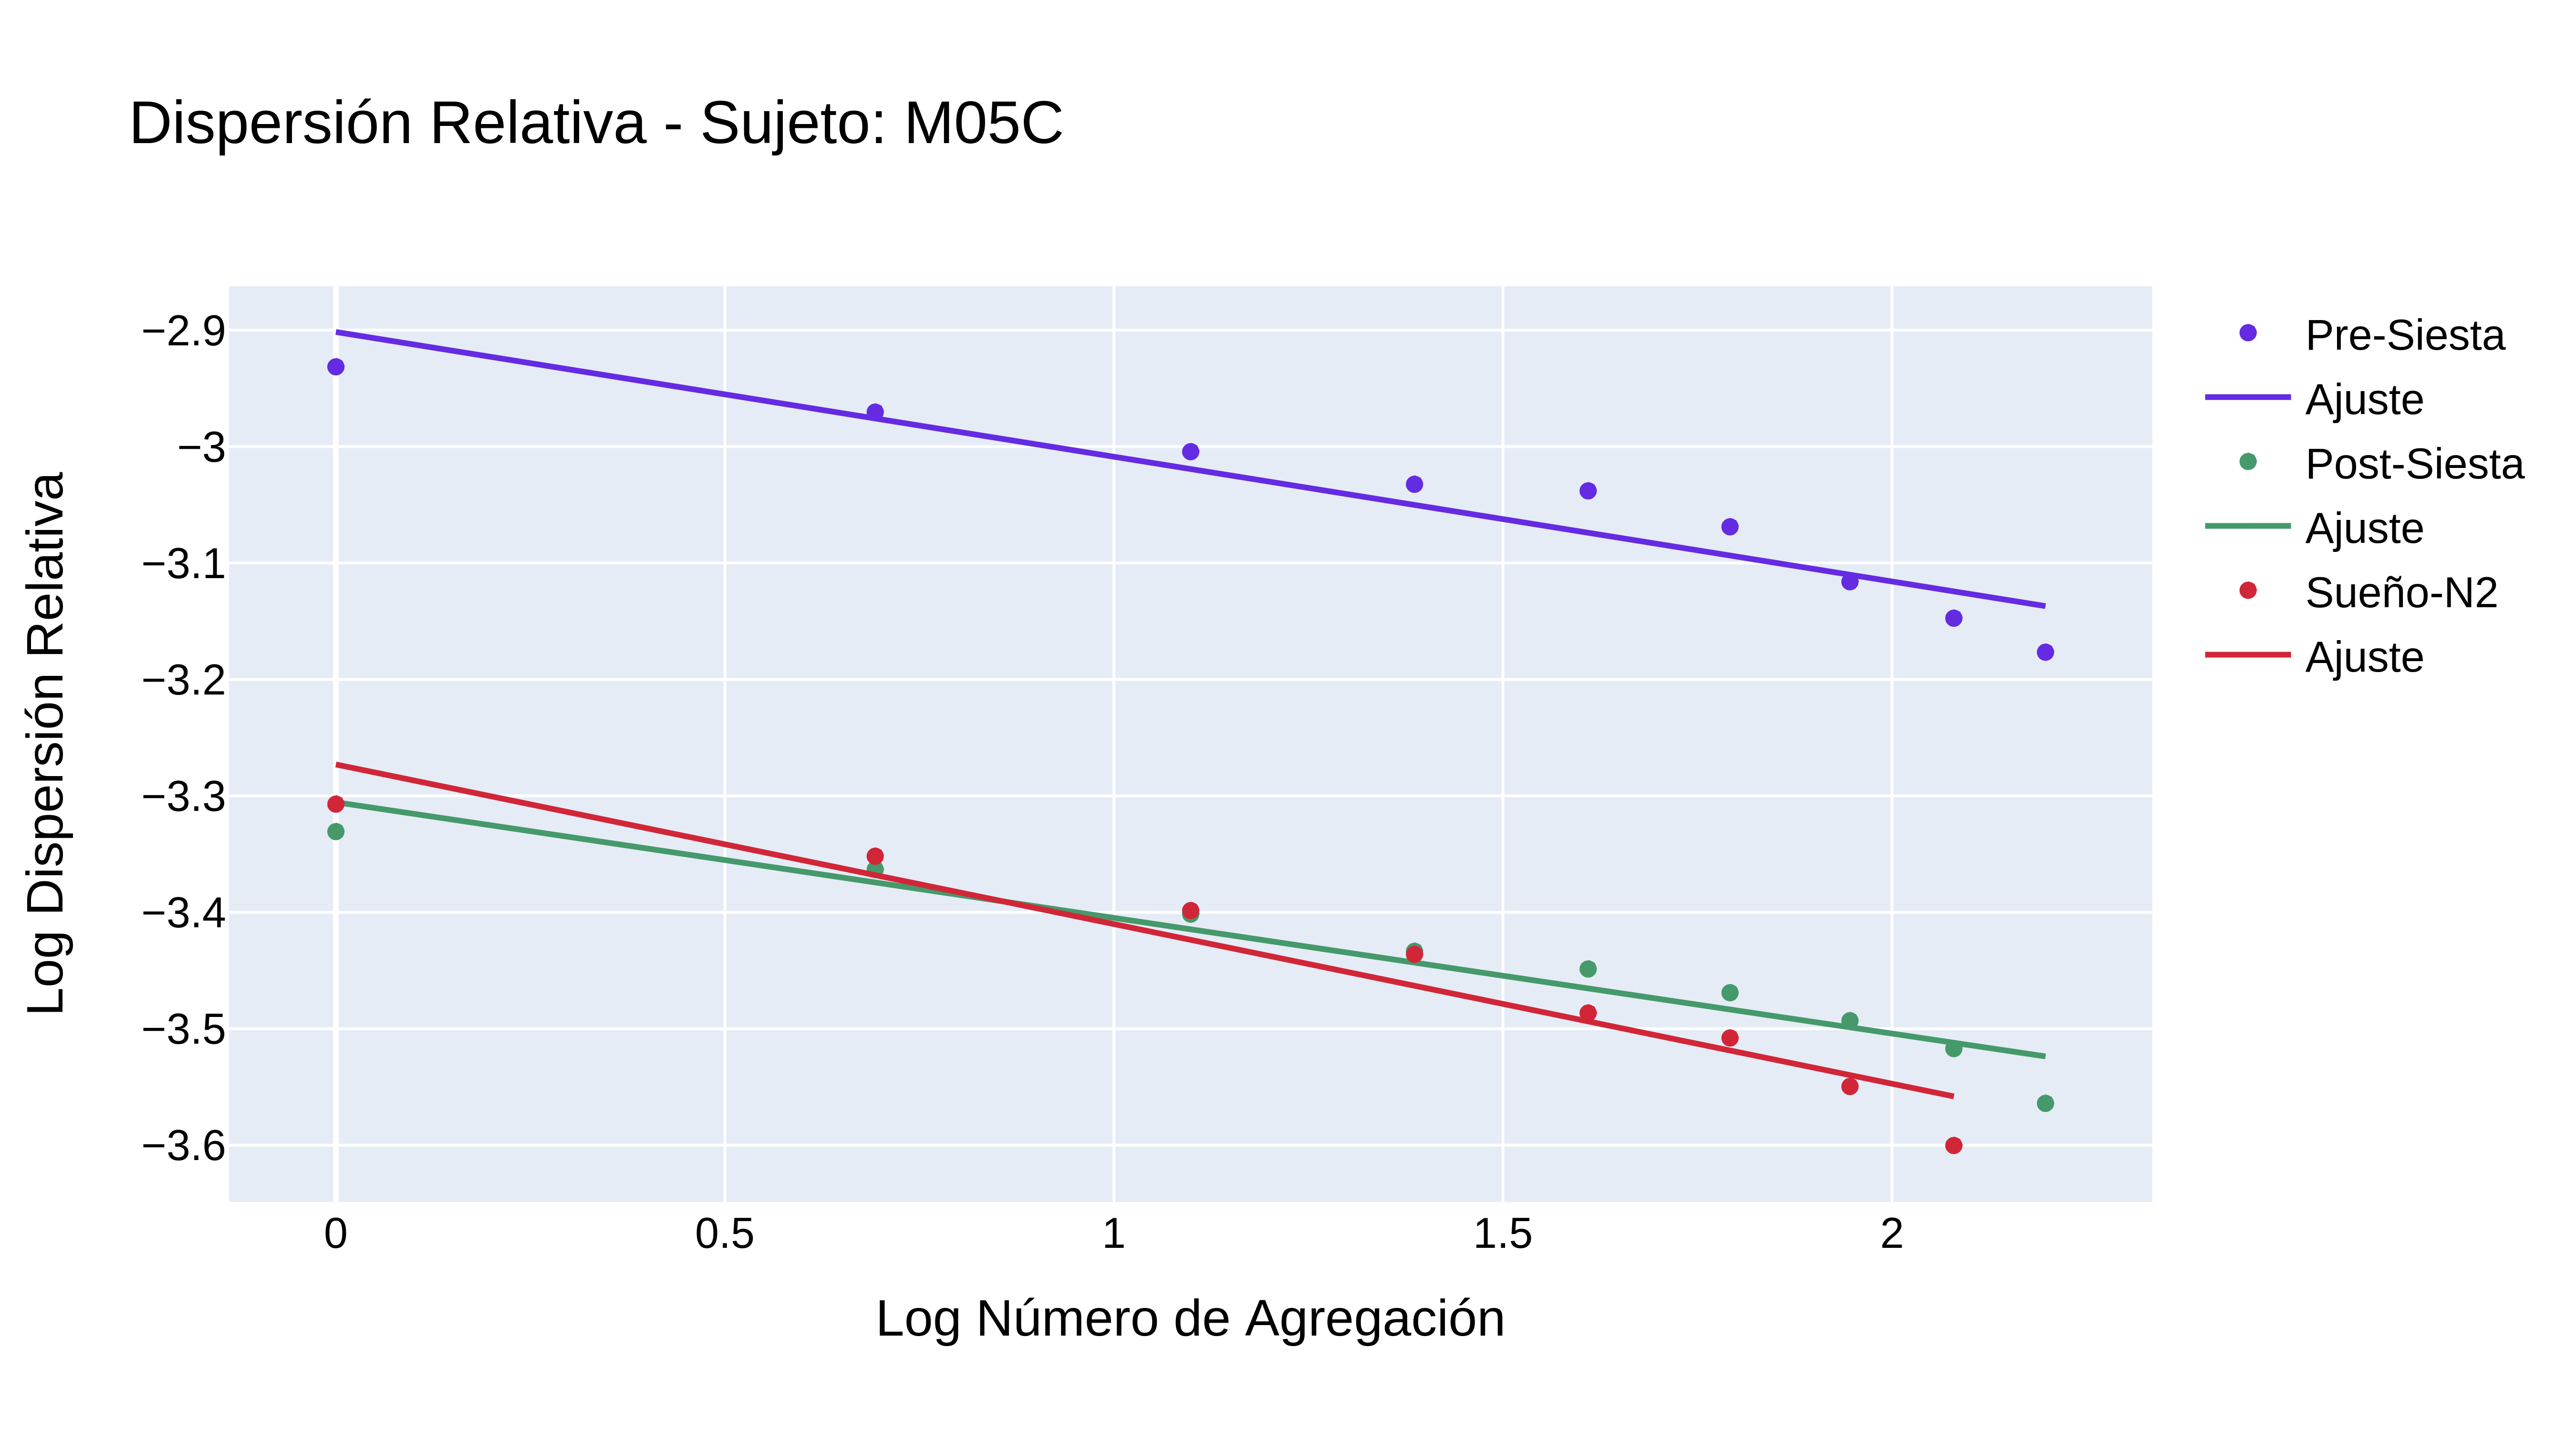 Dispersión Relativa - Sujeto: M05C
Log Dispersión Relativa
−2.9
−3
−3.1
−3.2
−3.3
−3.4
−3.5
−3.6
0
0.5
1
1.5
2
Log Número de Agregación
Pre-Siesta
Ajuste
Post-Siesta
Ajuste
Sueño-N2
Ajuste